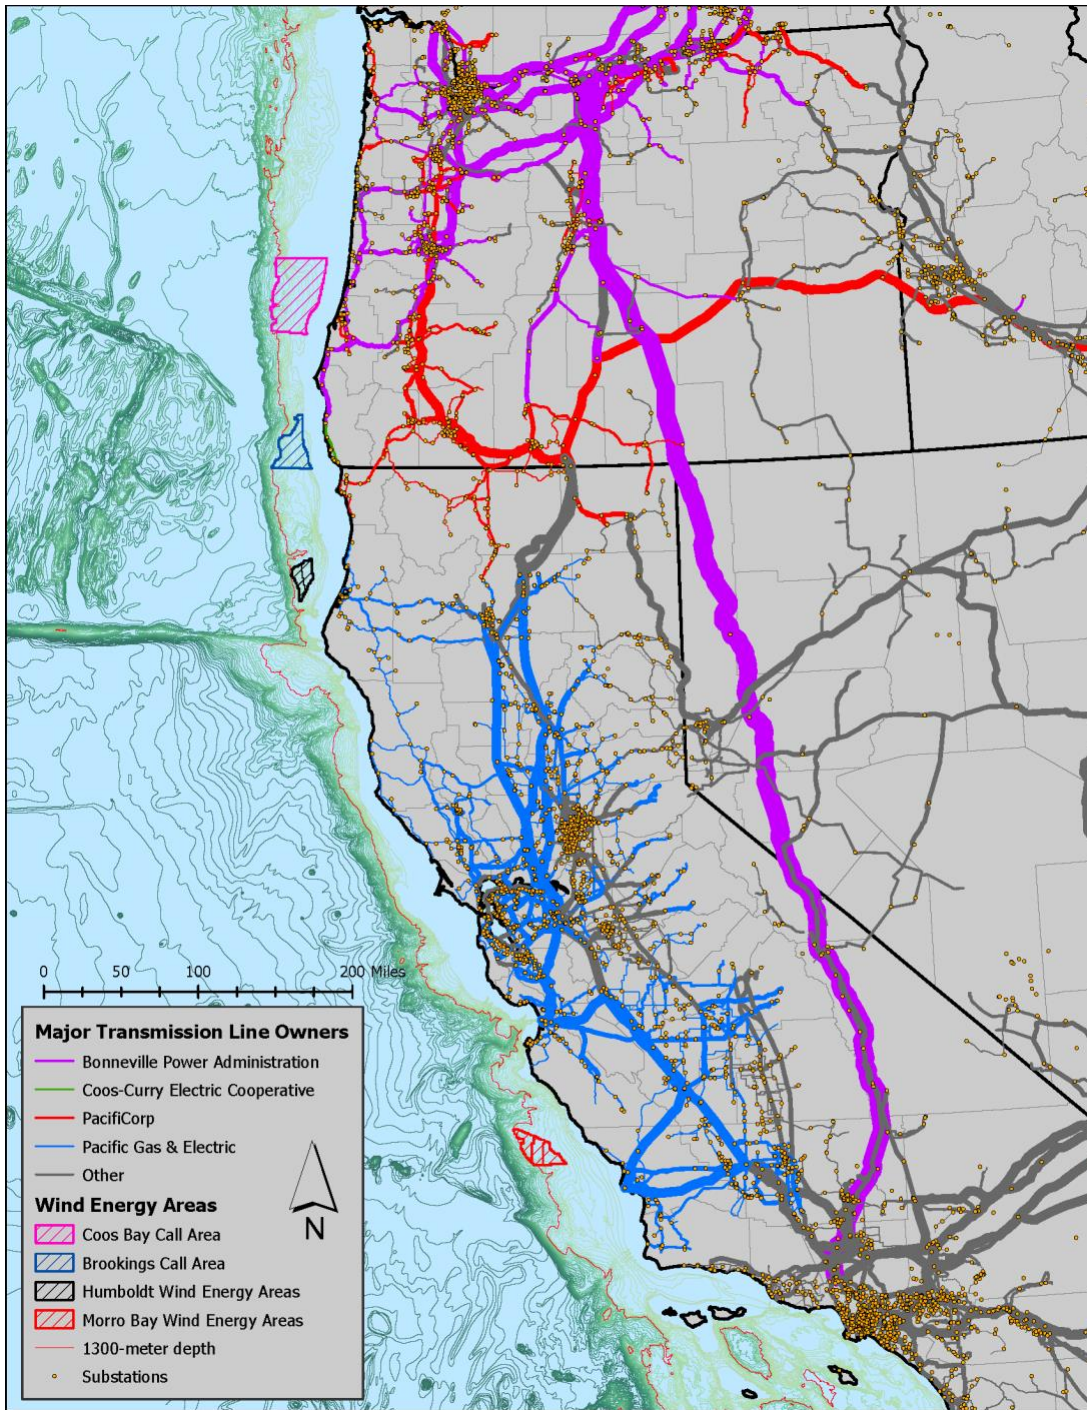 0 50 100 200 Miles
Major Transmission Line Owners
Bonneville Power Administration
Coos-Curry Electric Cooperative
PacifiCorp
Pacific Gas & Electric
Other
N
Wind Energy Areas
Coos Bay Call Area
Brookings Call Area
Humboldt Wind Energy Areas
Morro Bay Wind Energy Areas
1300-meter depth
Substations